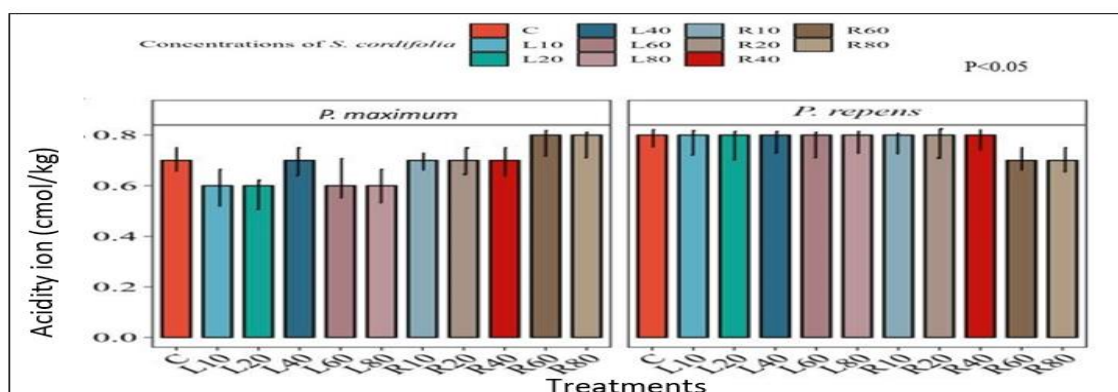 C L40 R10 R60
Concentrations of S. cordifolia L10 L60 R20 R80
L20 L80 R40
P<0.05
P. maximum P. repens
0.8
0.6
0.4
0.2
0.0
Acidity ion (cmol/kg)
C L10 L20 L40 L60 L80 R10 R20 R40 R60 R80 C L10 L20 L40 L60 L80 R10 R20 R40 R60 R80
Treatments